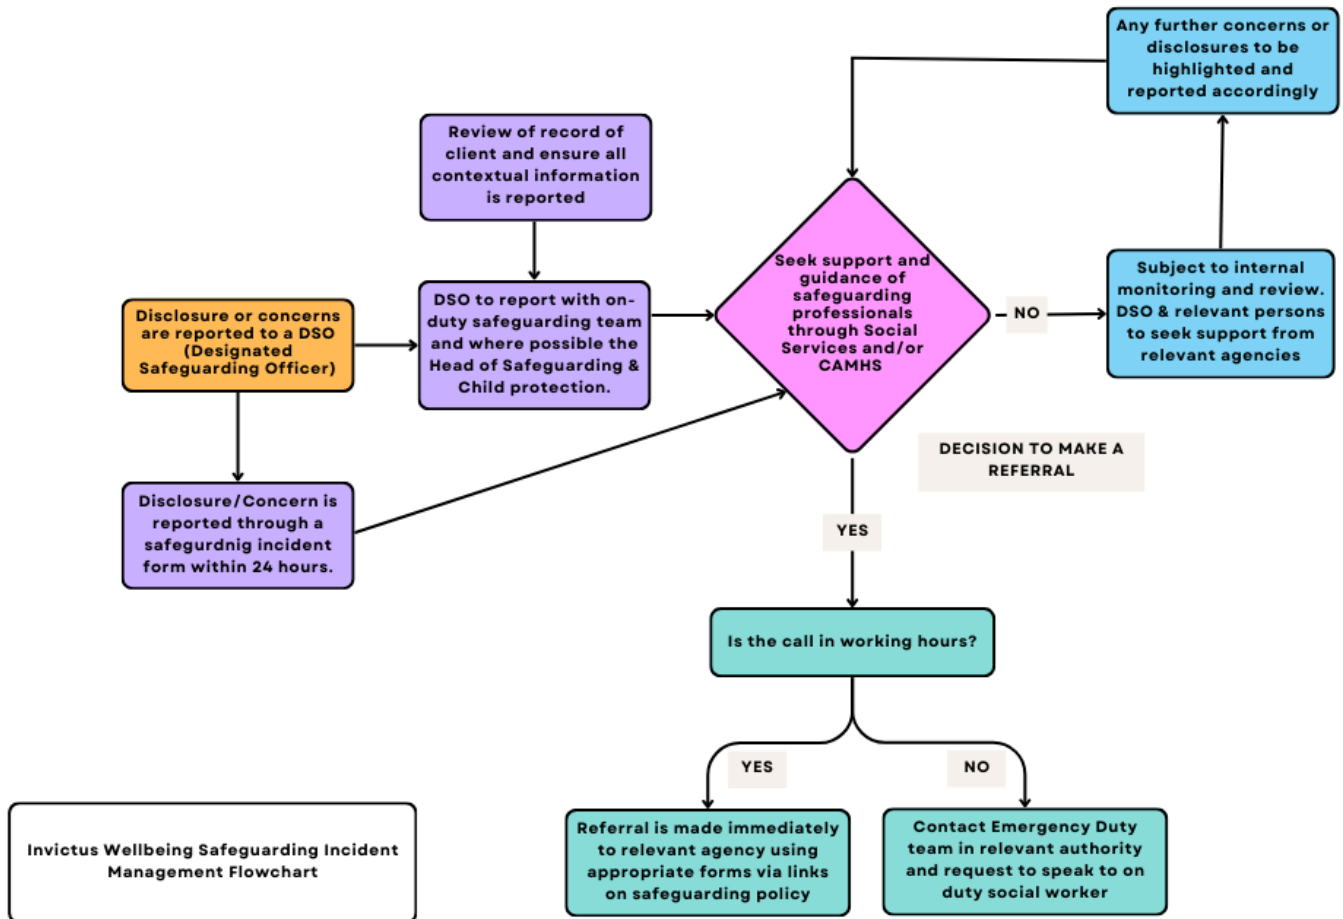 Any further concerns or
disclosures to be
highlighted and
reported accordingly
Review of record of
client and ensure all
contextual information
is reported
Disclosure or concerns
are reported to a DSO
(Designated
Safeguarding Officer)
DSO to report with on-
duty safeguarding team
and where possible the
Head of Safeguarding &
Child protection.
Seek support and
guidance of
safeguarding
professionals
through Social
Services and/or
CAMHS
NO
Subject to internal
monitoring and review.
DSO & relevant persons
to seek support from
relevant agencies
DECISION TO MAKE A
REFERRAL
Disclosure/Concern is
reported through a
safegurdnig incident
form within 24 hours.
YES
Is the call in working hours?
YES
NO
Referral is made immediately
to relevant agency using
appropriate forms via links
on safeguarding policy
Contact Emergency Duty
team in relevant authority
and request to speak to on
duty social worker
Invictus Wellbeing Safeguarding Incident
Management Flowchart